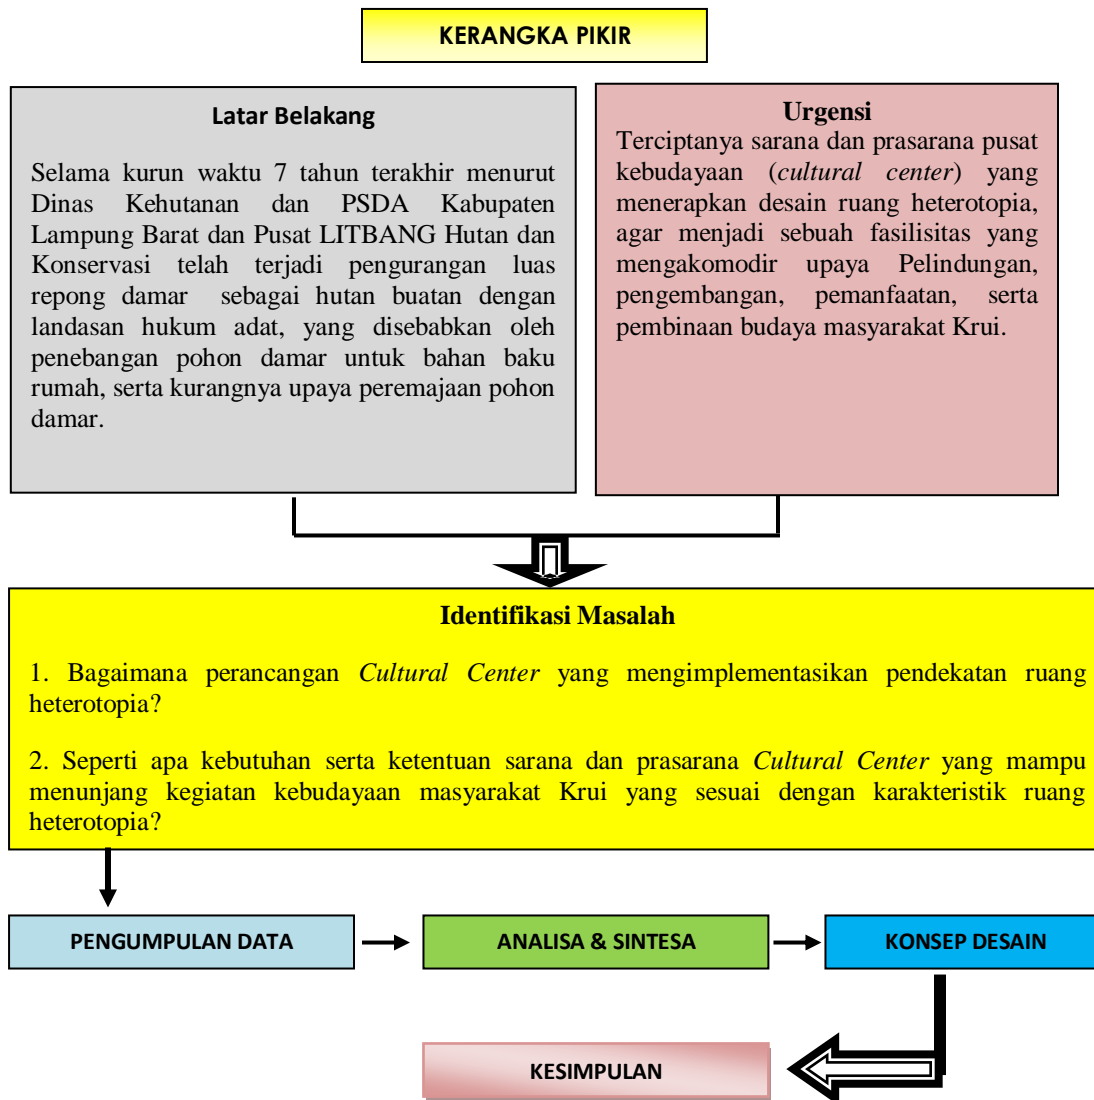 KERANGKA PIKIR
Latar Belakang
Selama kurun waktu 7 tahun terakhir menurut
Dinas Kehutanan dan PSDA Kabupaten
Lampung Barat dan Pusat LITBANG Hutan dan
Konservasi telah terjadi pengurangan luas
repong damar sebagai hutan buatan dengan
landasan hukum adat, yang disebabkan oleh
penebangan pohon damar untuk bahan baku
rumah, serta kurangnya upaya peremajaan pohon
damar.
Urgensi
Terciptanya sarana dan prasarana pusat
kebudayaan (cultural center) yang
menerapkan desain ruang heterotopia,
agar menjadi sebuah fasilisitas yang
mengakomodir upaya Pelindungan,
pengembangan, pemanfaatan, serta
pembinaan budaya masyarakat Krui.
Identifikasi Masalah
1. Bagaimana perancangan Cultural Center yang mengimplementasikan pendekatan ruang
heterotopia?
2. Seperti apa kebutuhan serta ketentuan sarana dan prasarana Cultural Center yang mampu
menunjang kegiatan kebudayaan masyarakat Krui yang sesuai dengan karakteristik ruang
heterotopia?
PENGUMPULAN DATA
ANALISA & SINTESA
KONSEP DESAIN
KESIMPULAN